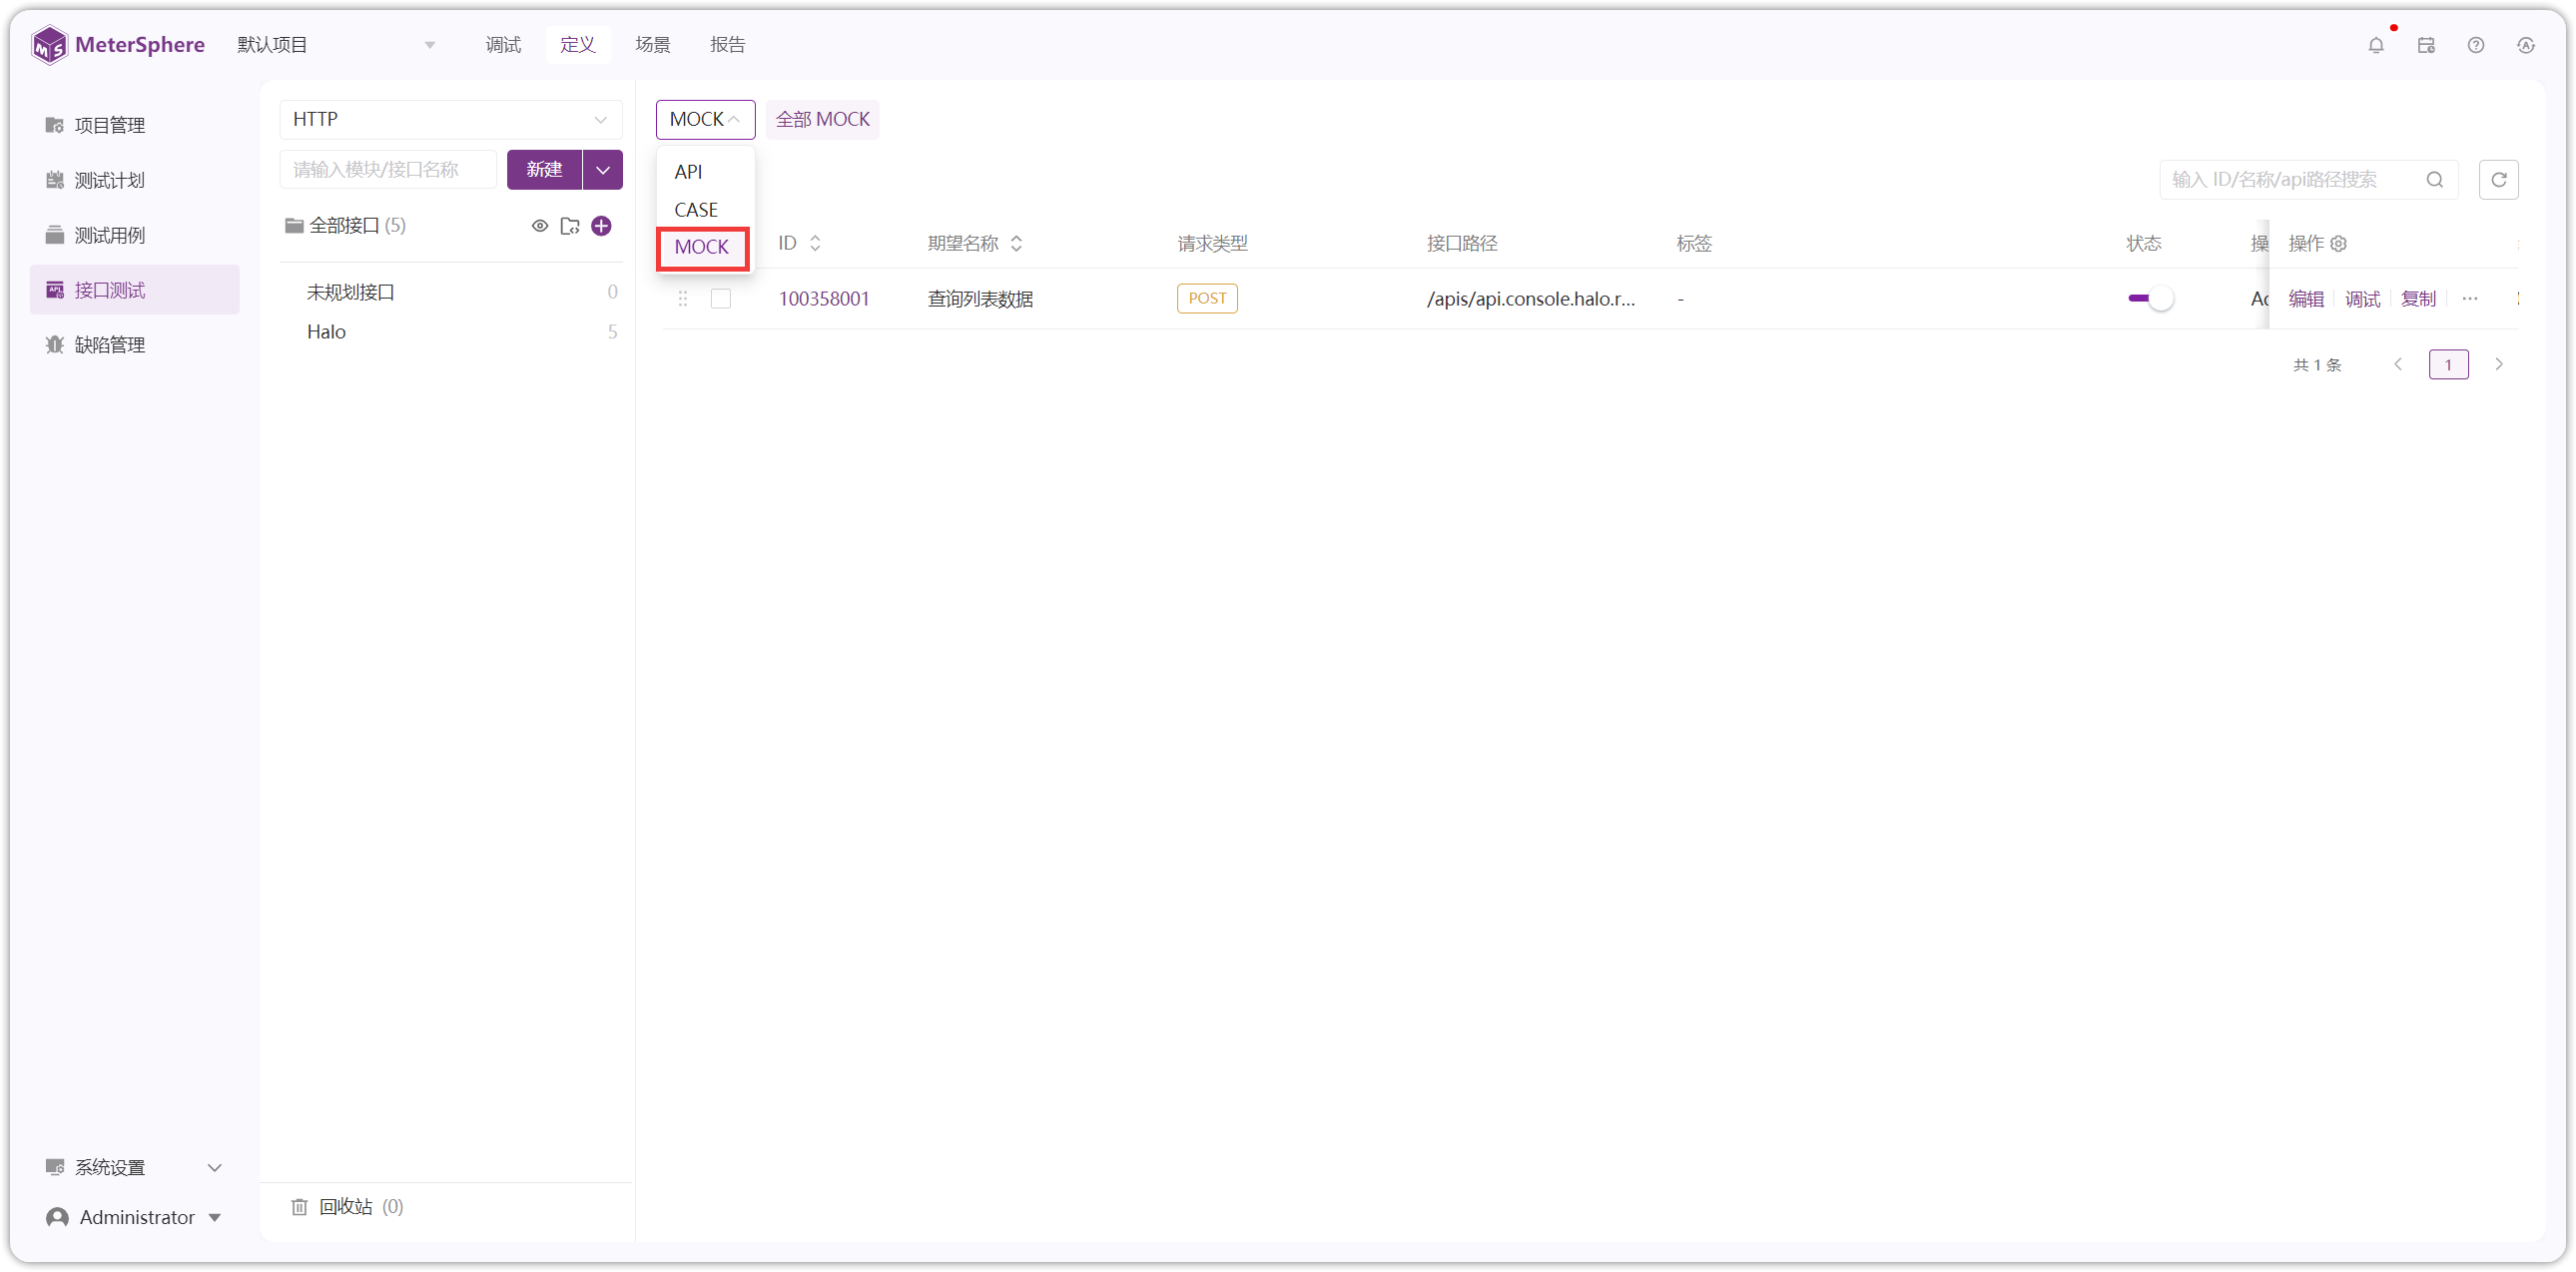 MeterSphere 默认项目 调试 定义 场景 报告
项目管理
测试计划
测试用例
接口测试
缺陷管理
系统设置
Administrator
HTTP
请输入模块/接口名称 新建
全部接口 (5)
未规划接口 0
Halo 5
回收站 (0)
MOCK 全部 MOCK
API
CASE
MOCK
输入 ID/名称/api路径搜索
ID 期望名称 请求类型 接口路径 标签 状态 操 操作
100358001 查询列表数据 POST /apis/api.console.halo.r... - 编辑 调试 复制 ···
共 1 条 1